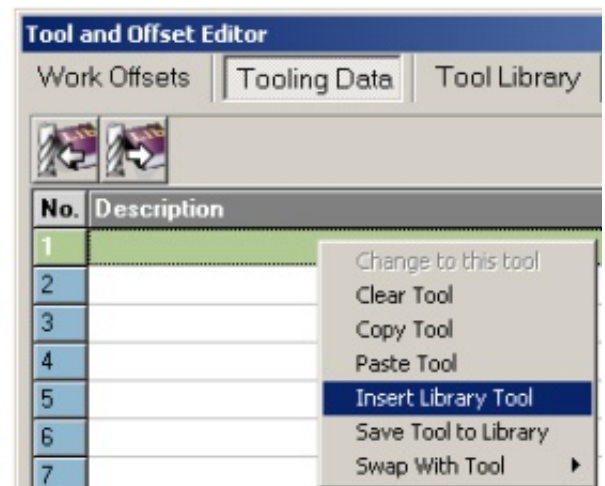 Tool and Offset Editor
Work Offsets Tooling Data Tool Library
No. Description
1
Change to this tool
2 Clear Tool
3 Copy Tool
4 Paste Tool
5 Insert Library Tool
6 Save Tool to Library
7 Swap With Tool